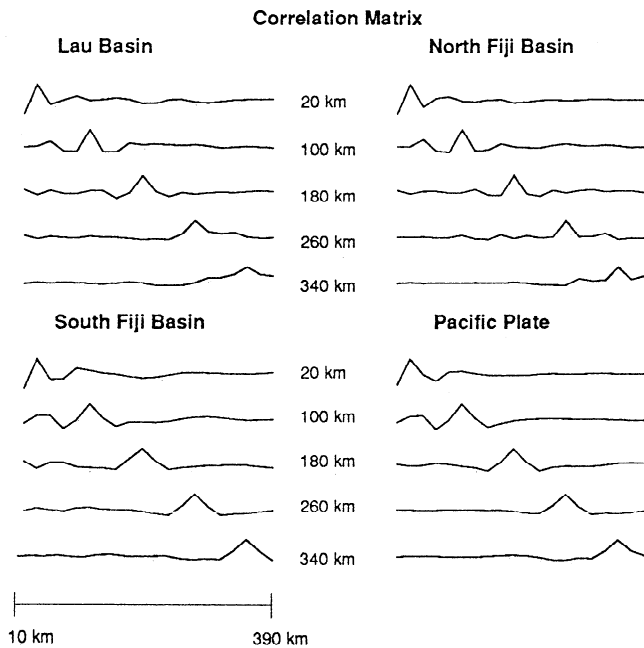 Correlation Matrix
Lau Basin
North Fiji Basin
20 km
100 km
180 km
260 km
340 km
South Fiji Basin
Pacific Plate
20 km
100 km
180 km
260 km
340 km
10 km
390 km